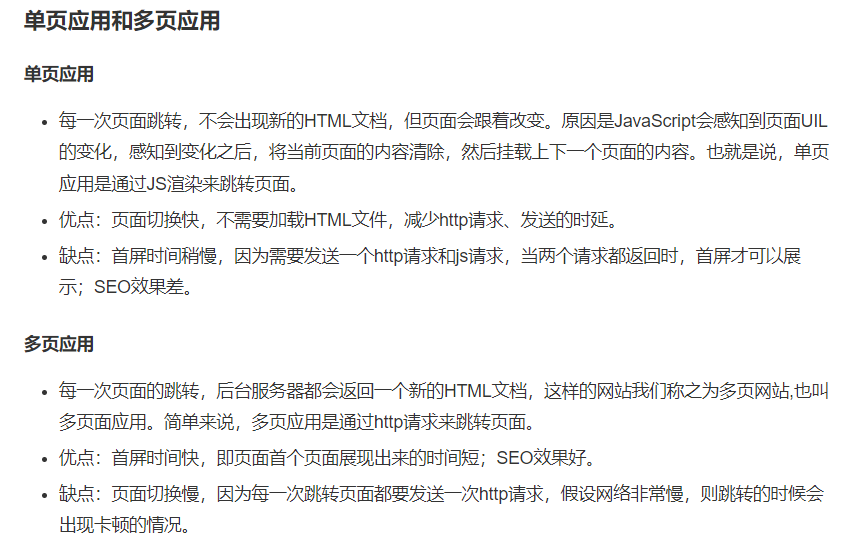 单页应用和多页应用
单页应用
每一次页面跳转，不会出现新的HTML文档，但页面会跟着改变。原因是JavaScript会感知到页面UIL
的变化，感知到变化之后，将当前页面的内容清除，然后挂载上下一个页面的内容。也就是说，单页
应用是通过JS渲染来跳转页面。
优点：页面切换快，不需要加载HTML文件，减少http请求、发送的时延。
缺点：首屏时间稍慢，因为需要发送一个http请求和js请求，当两个请求都返回时，首屏才可以展
示；SEO效果差。
多页应用
每一次页面的跳转，后台服务器都会返回一个新的HTML文档，这样的网站我们称之为多页网站,也叫
多页面应用。简单来说，多页应用是通过http请求来跳转页面。
优点：首屏时间快，即页面首个页面展现出来的时间短；SEO效果好。
缺点：页面切换慢，因为每一次跳转页面都要发送一次http请求，假设网络非常慢，则跳转的时候会
出现卡顿的情况。